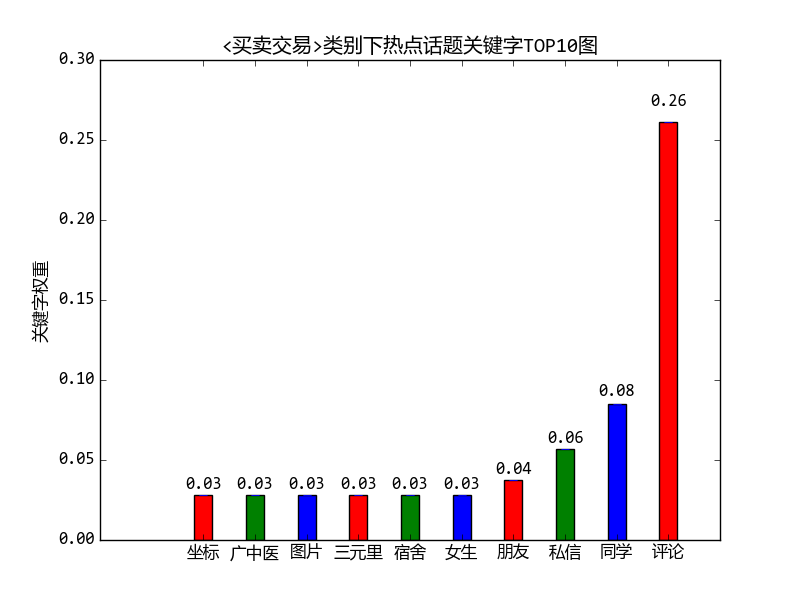 <买卖交易>类别下热点话题关键字TOP10图
0.30
0.25
0.20
0.15
0.10
0.05
0.00
关键字权重
0.03
0.03
0.03
0.03
0.03
0.03
0.04
0.06
0.08
0.26
坐标
广中医
图片
三元里
宿舍
女生
朋友
私信
同学
评论